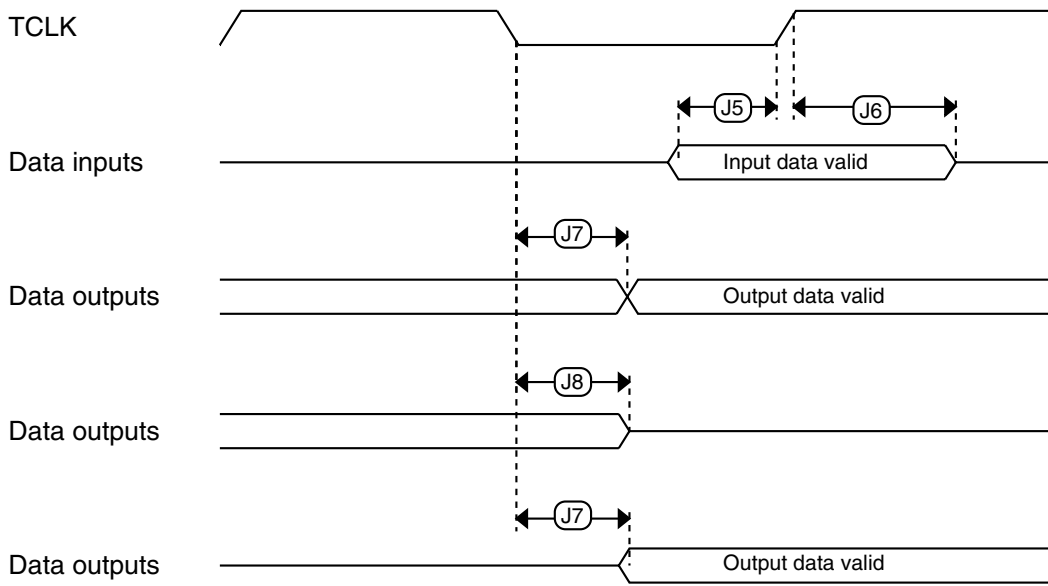 TCLK
J5
J6
Data inputs
Input data valid
J7
Data outputs
Output data valid
J8
Data outputs
J7
Data outputs
Output data valid